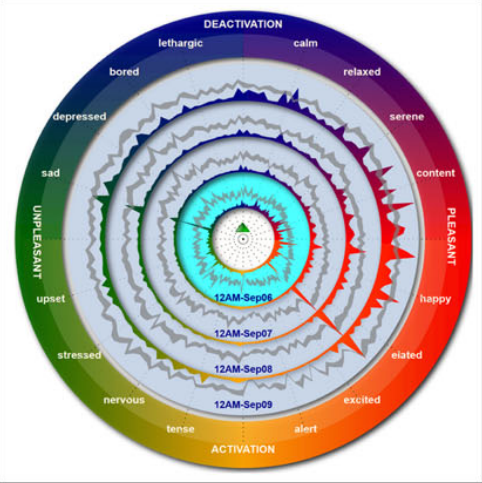 DEACTIVATION
lethargic
calm
bored
relaxed
depressed
serene
sad
content
UNPLEASANT
PLEASANT
upset
happy
stressed
elated
nervous
excited
tense
alert
ACTIVATION
12AM-Sep06
12AM-Sep07
12AM-Sep08
12AM-Sep09